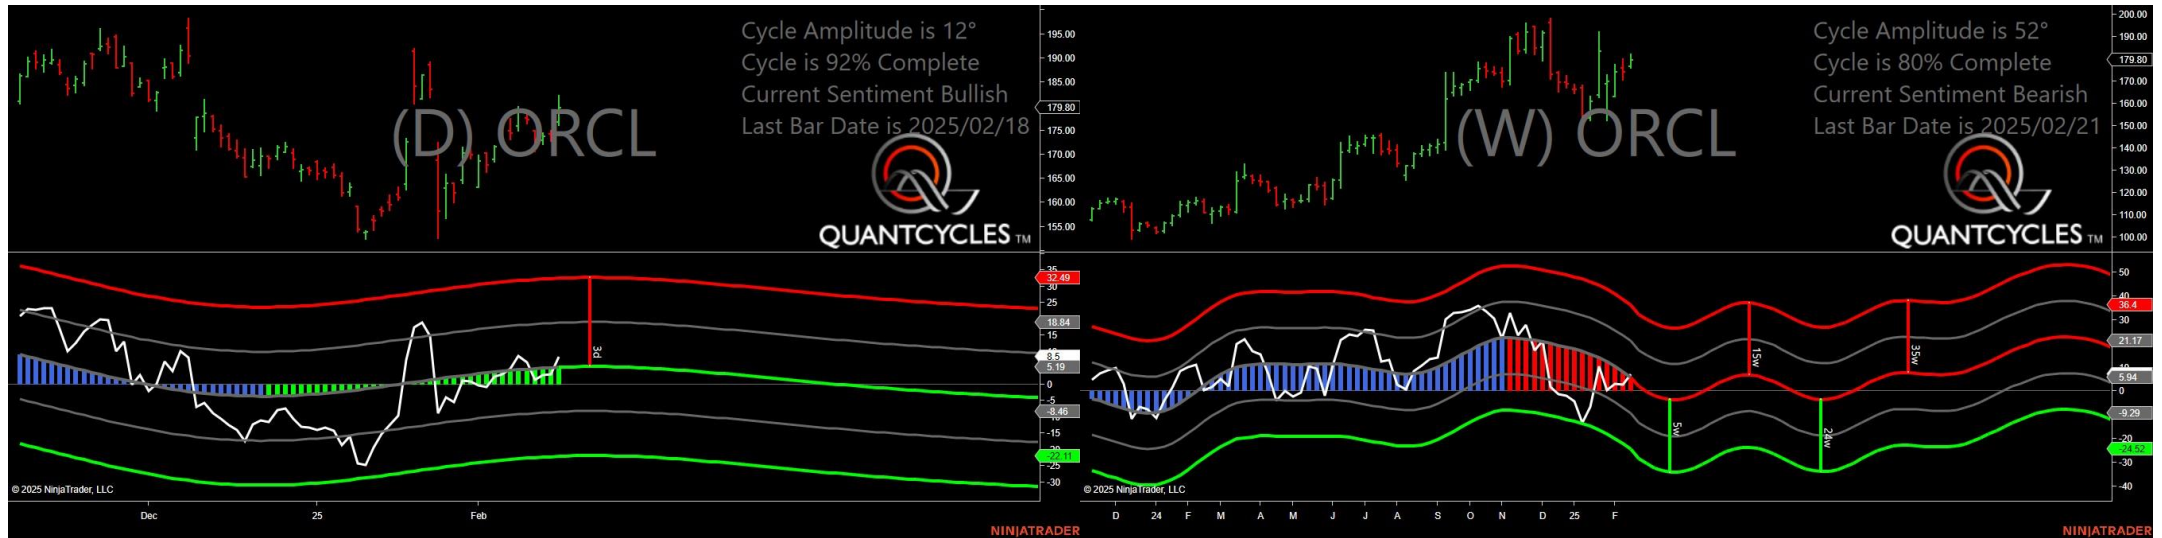 Cycle Amplitude is 12°
Cycle is 92% Complete
Current Sentiment Bullish
Last Bar Date is 2025/02/18
(D) ORCL
QUANTCYCLES TM
195.00
190.00
185.00
179.80
175.00
170.00
165.00
160.00
155.00
35
32.49
30
25
18.84
15
8.5
5.19
0
-5
-8.46
-15
-22.11
-25
-30
3d
© 2025 NinjaTrader, LLC
Dec
25
Feb
NINJATRADER
Cycle Amplitude is 52°
Cycle is 80% Complete
Current Sentiment Bearish
Last Bar Date is 2025/02/21
(W) ORCL
QUANTCYCLES TM
200.00
190.00
179.80
170.00
160.00
150.00
140.00
130.00
120.00
110.00
100.00
50
40
36.4
30
21.17
10
5.94
0
-9.29
-20
-24.52
-30
-40
5w
15w
24w
35w
© 2025 NinjaTrader, LLC
D
24
F
M
A
M
J
J
A
S
O
N
D
25
F
NINJATRADER